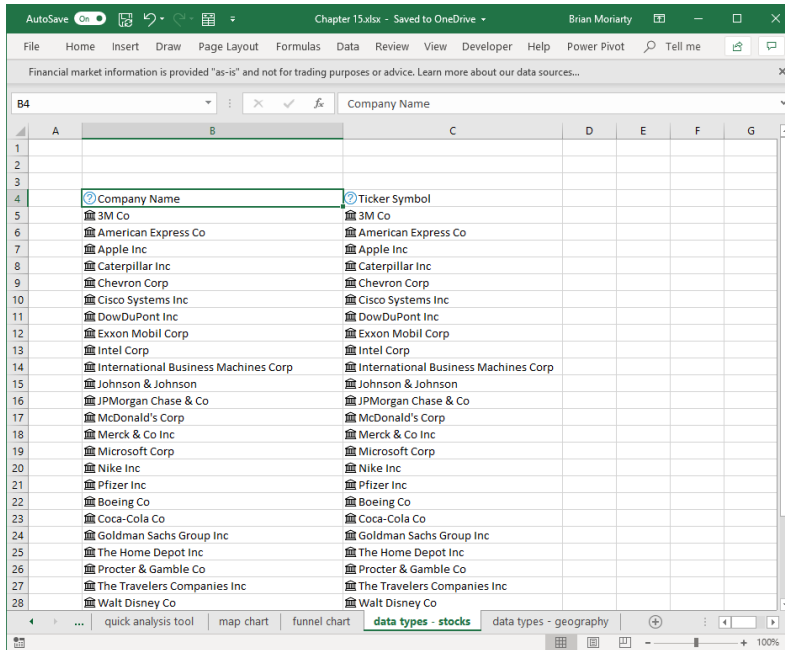 AutoSave On Chapter 15.xlsx - Saved to OneDrive Brian Moriarty
File Home Insert Draw Page Layout Formulas Data Review View Developer Help Power Pivot Tell me
Financial market information is provided "as-is" and not for trading purposes or advice. Learn more about our data sources...
B4 fx Company Name
A B C D E F G
1
2
3
4 Company Name Ticker Symbol
5 3M Co 3M Co
6 American Express Co American Express Co
7 Apple Inc Apple Inc
8 Caterpillar Inc Caterpillar Inc
9 Chevron Corp Chevron Corp
10 Cisco Systems Inc Cisco Systems Inc
11 DowDuPont Inc DowDuPont Inc
12 Exxon Mobil Corp Exxon Mobil Corp
13 Intel Corp Intel Corp
14 International Business Machines Corp International Business Machines Corp
15 Johnson & Johnson Johnson & Johnson
16 JPMorgan Chase & Co JPMorgan Chase & Co
17 McDonald's Corp McDonald's Corp
18 Merck & Co Inc Merck & Co Inc
19 Microsoft Corp Microsoft Corp
20 Nike Inc Nike Inc
21 Pfizer Inc Pfizer Inc
22 Boeing Co Boeing Co
23 Coca-Cola Co Coca-Cola Co
24 Goldman Sachs Group Inc Goldman Sachs Group Inc
25 The Home Depot Inc The Home Depot Inc
26 Procter & Gamble Co Procter & Gamble Co
27 The Travelers Companies Inc The Travelers Companies Inc
28 Walt Disney Co Walt Disney Co
... quick analysis tool map chart funnel chart data types - stocks data types - geography
100%